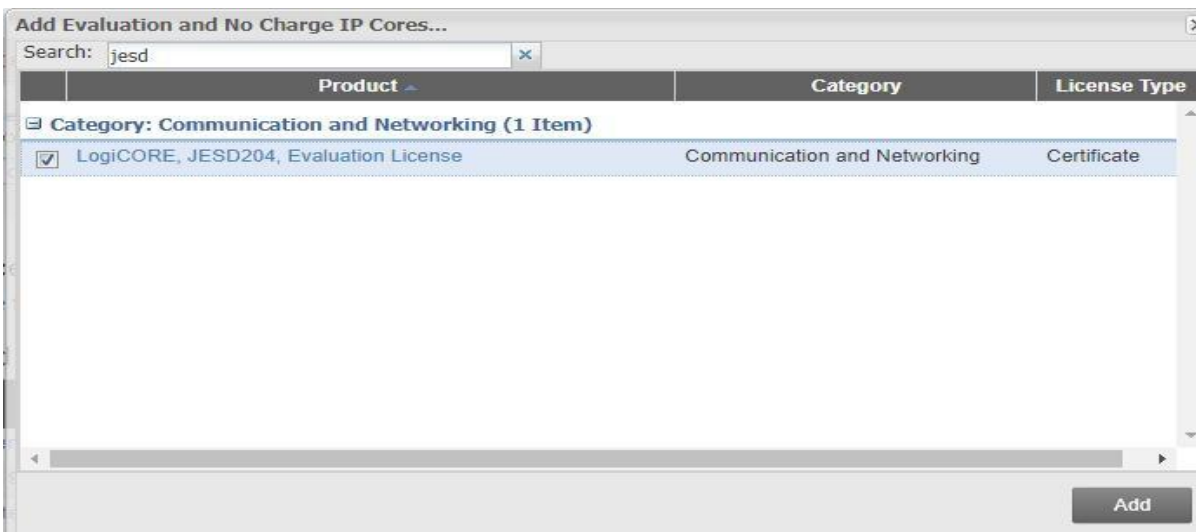 Add Evaluation and No Charge IP Cores...
Search: jesd
Product Category License Type
Category: Communication and Networking (1 Item)
LogiCORE, JESD204, Evaluation License Communication and Networking Certificate
Add